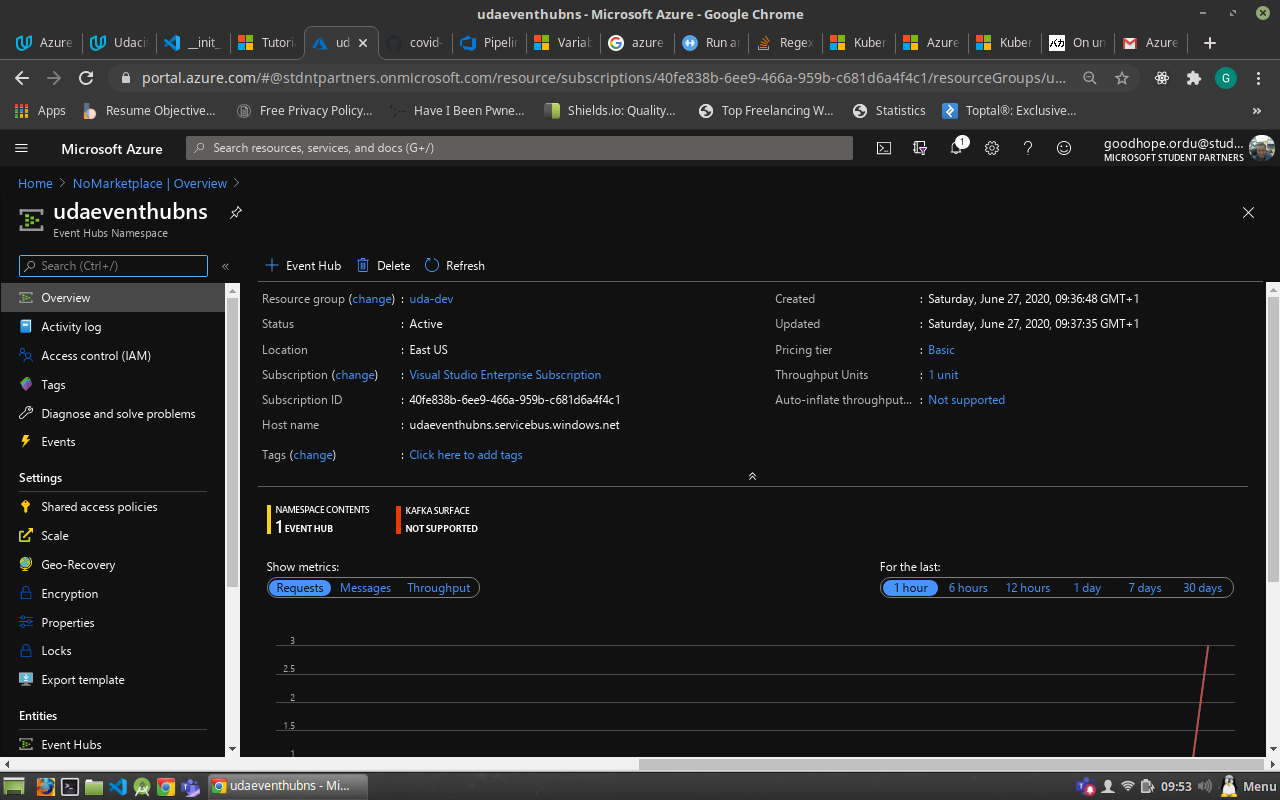 udaeventhubns - Microsoft Azure - Google Chrome
Azure Udaci __init_ Tutoria ud covid- Pipelin Variab azure Run ar Regex Kuber Azure Kuber On un Azure
portal.azure.com/#@stdntpartners.onmicrosoft.com/resource/subscriptions/40fe838b-6ee9-466a-959b-c681d6a4f4c1/resourceGroups/u... G
Apps Resume Objective... Free Privacy Policy... Have I Been Pwne... Shields.io: Quality... Top Freelancing W... Statistics Toptal®: Exclusive... »
Microsoft Azure Search resources, services, and docs (G+/) 1 goodhope.ordu@stud...
MICROSOFT STUDENT PARTNERS
Home > NoMarketplace | Overview >
udaeventhubns
Event Hubs Namespace
Search (Ctrl+/) «
Overview
Activity log
Access control (IAM)
Tags
Diagnose and solve problems
Events
Settings
Shared access policies
Scale
Geo-Recovery
Encryption
Properties
Locks
Export template
Entities
Event Hubs
Event Hub Delete Refresh
Resource group (change) : uda-dev
Status : Active
Location : East US
Subscription (change) : Visual Studio Enterprise Subscription
Subscription ID : 40fe838b-6ee9-466a-959b-c681d6a4f4c1
Host name : udaeventhubns.servicebus.windows.net
Tags (change) : Click here to add tags
Created : Saturday, June 27, 2020, 09:36:48 GMT+1
Updated : Saturday, June 27, 2020, 09:37:35 GMT+1
Pricing tier : Basic
Throughput Units : 1 unit
Auto-inflate throughput... : Not supported
NAMESPACE CONTENTS
1 EVENT HUB
KAFKA SURFACE
NOT SUPPORTED
Show metrics:
Requests Messages Throughput
For the last:
1 hour 6 hours 12 hours 1 day 7 days 30 days
3
2.5
2
1.5
1
udaeventhubns - Mi... 09:53 Menu